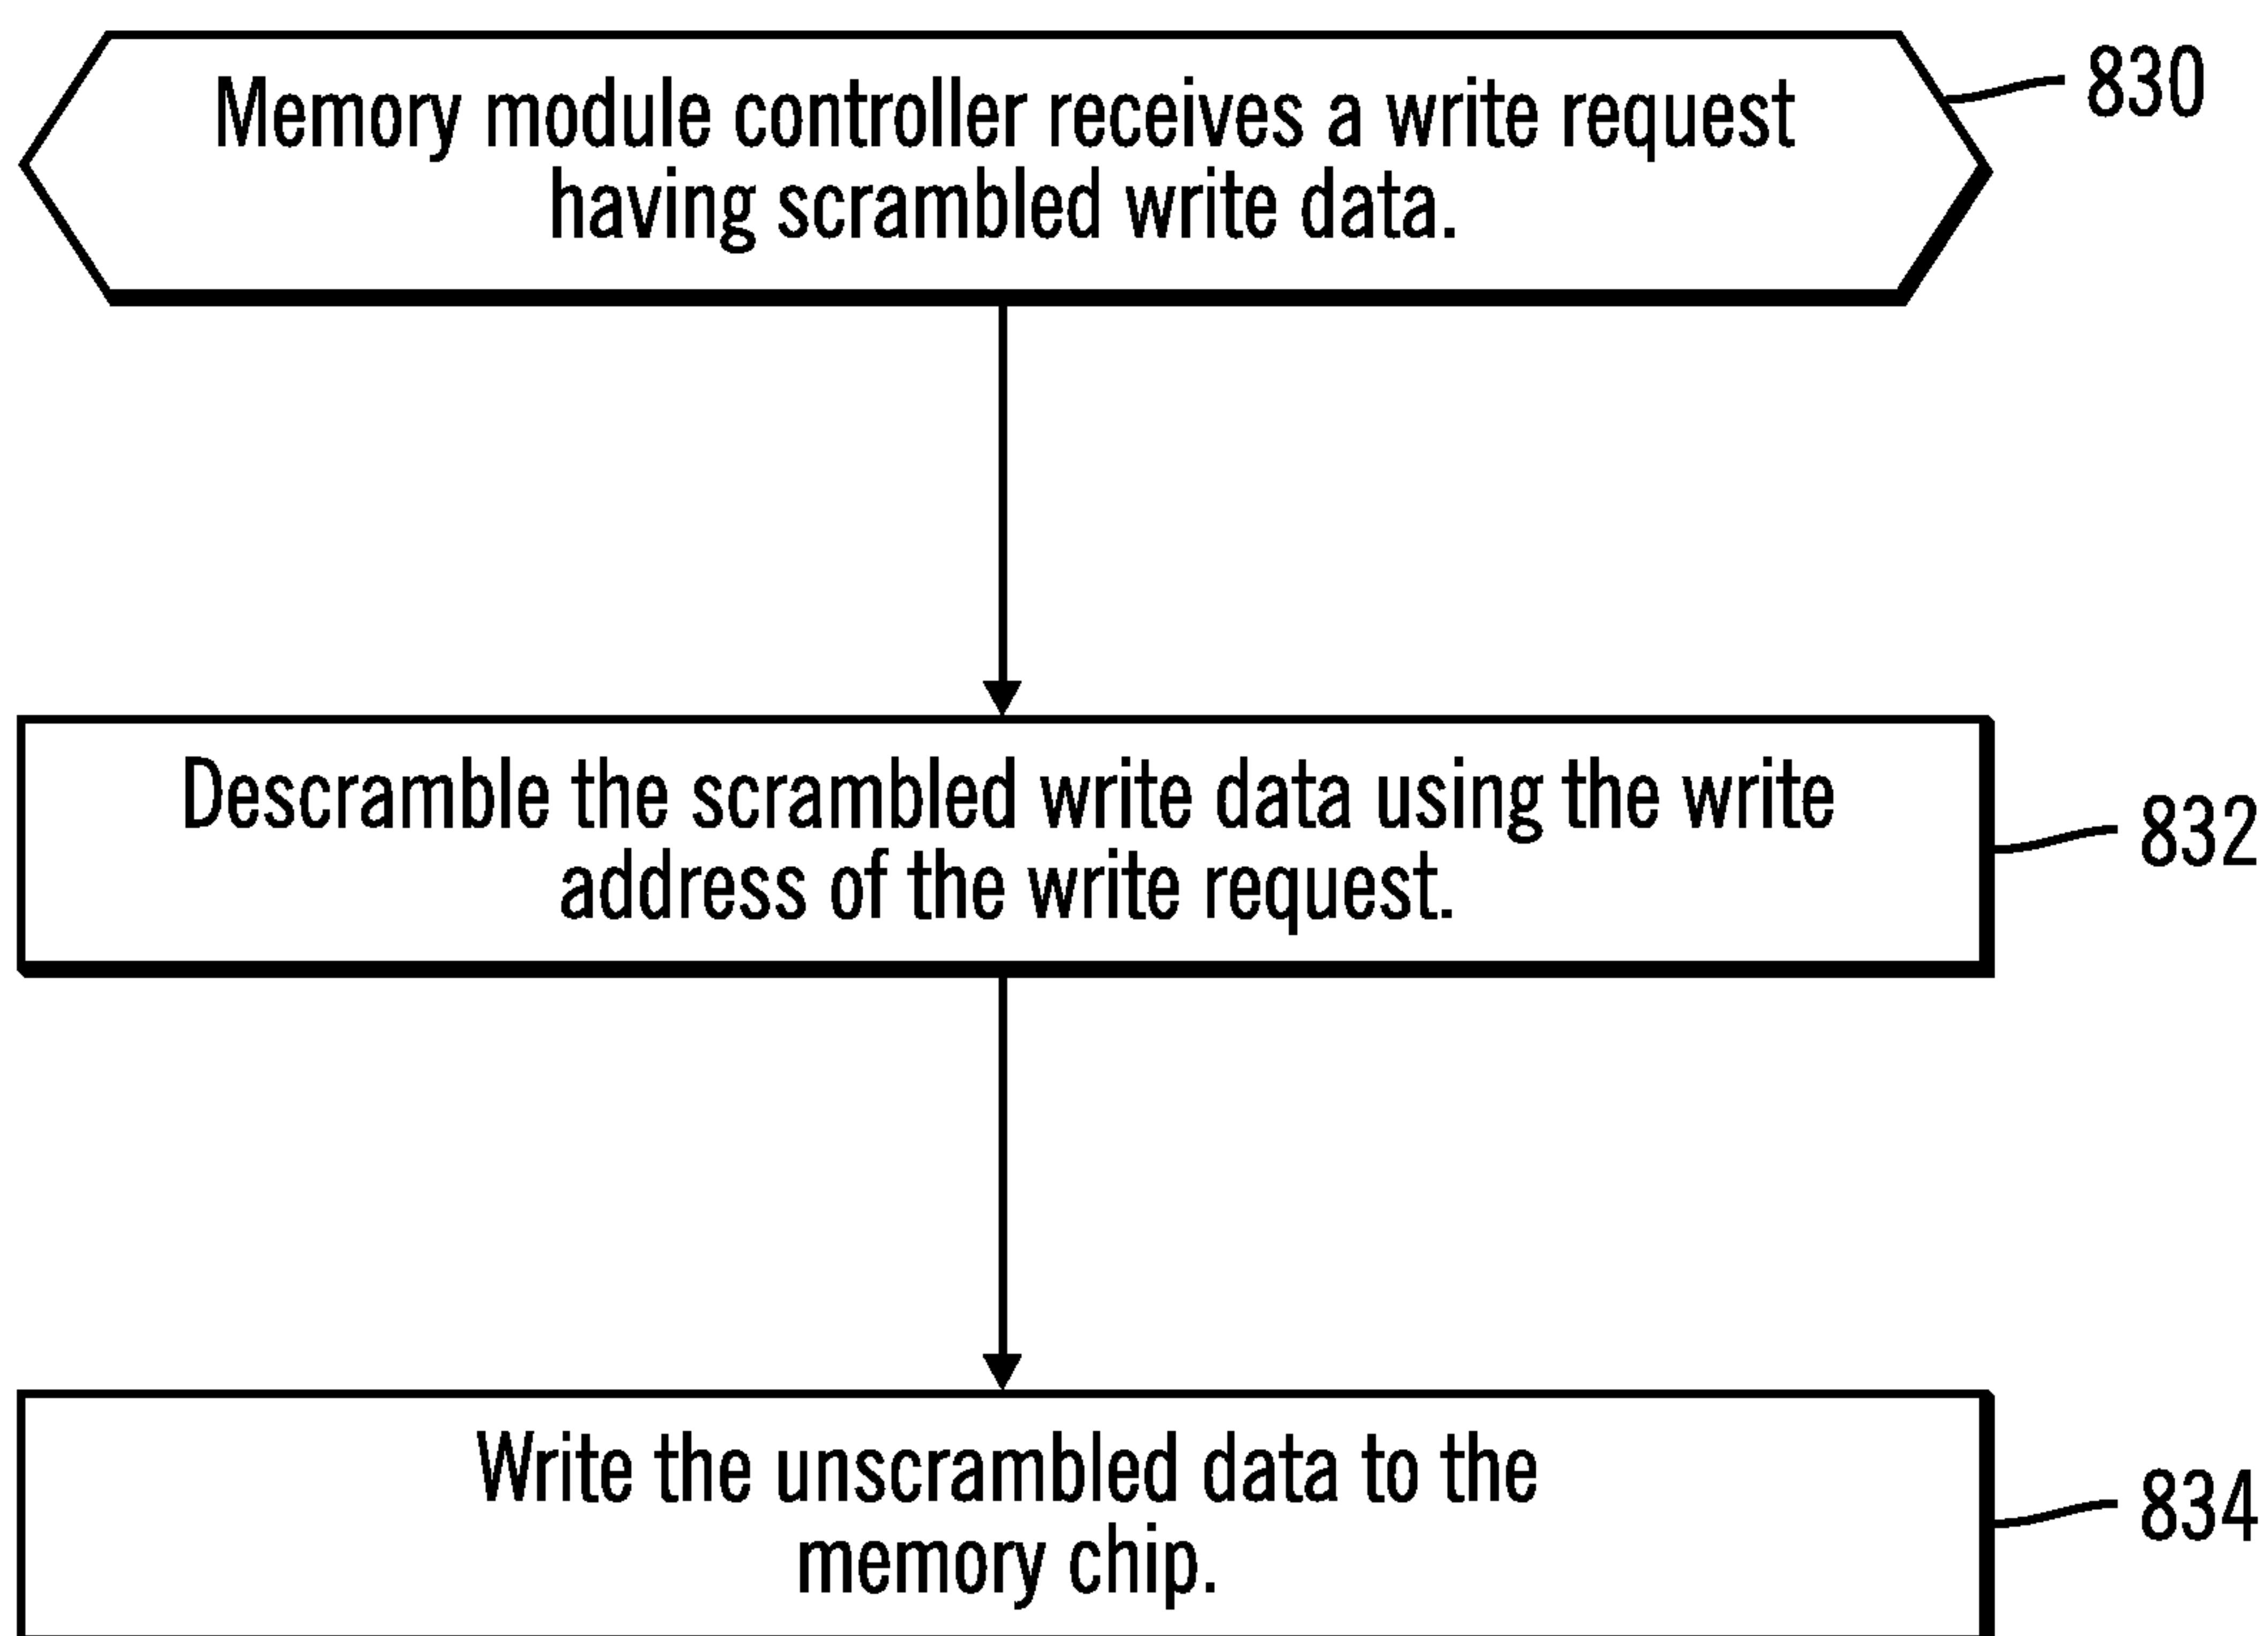 Memory module controller receives a write request
having scrambled write data.
830
Descramble the scrambled write data using the write
address of the write request.
832
Write the unscrambled data to the
memory chip.
834